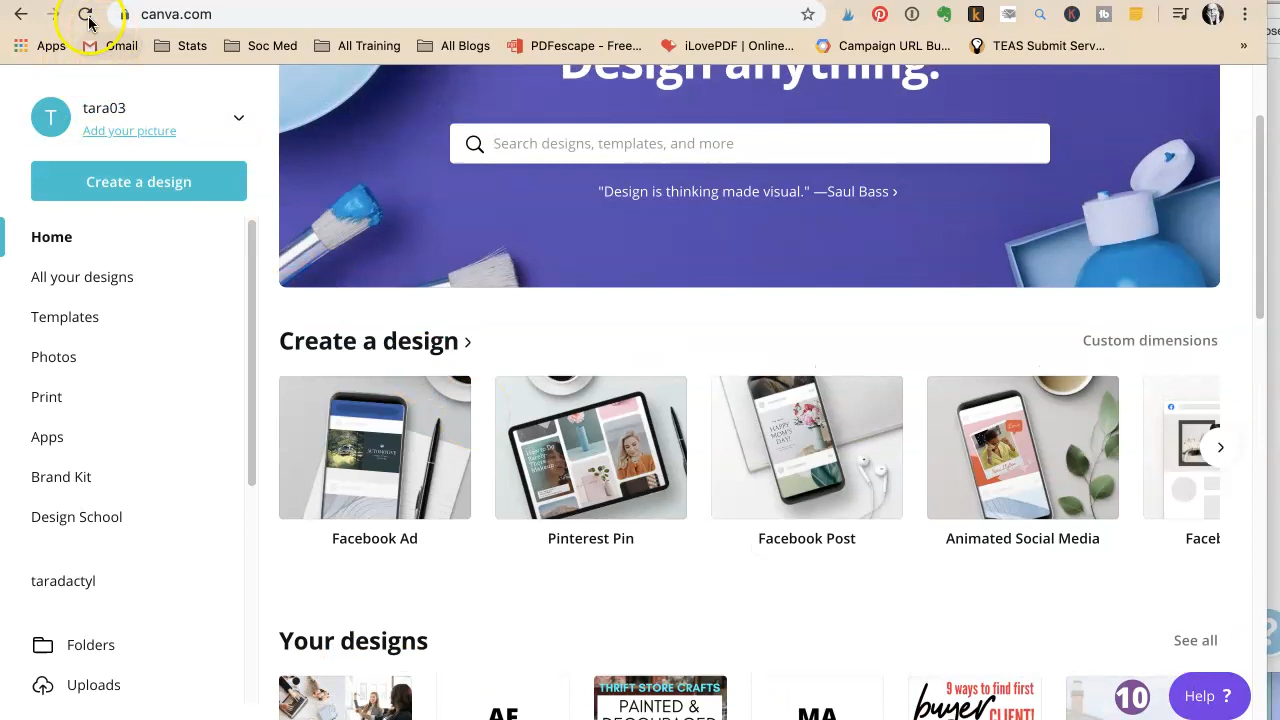 canva.com
Apps
Gmail
Stats
Soc Med
All Training
All Blogs
PDFescape - Free...
iLovePDF | Online...
Campaign URL Bu...
TEAS Submit Serv...
»
T
tara03
Add your picture
Create a design
Home
All your designs
Templates
Photos
Print
Apps
Brand Kit
Design School
taradactyl
Folders
Uploads
Design anything.
Search designs, templates, and more
"Design is thinking made visual." —Saul Bass ›
Create a design ›
Custom dimensions
HAPPY MOM'S DAY!
Facebook Ad
Pinterest Pin
Facebook Post
Animated Social Media
Faceb
Your designs
See all
THRIFT STORE CRAFTS
PAINTED &
9 ways to find first
buyer
CLIENT!
10
Help ?